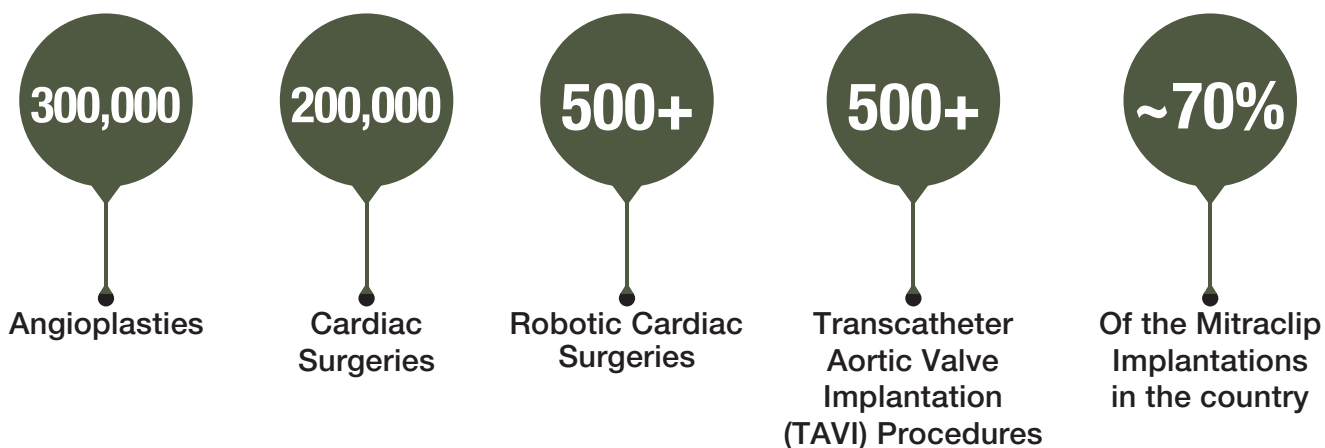 300,000
Angioplasties
200,000
Cardiac
Surgeries
500+
Robotic Cardiac
Surgeries
500+
Transcatheter
Aortic Valve
Implantation
(TAVI) Procedures
~70%
Of the Mitraclip
Implantations
in the country